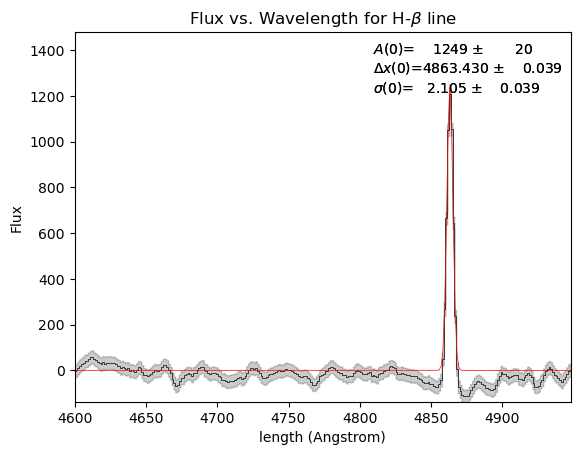 Flux vs. Wavelength for H-β line
A(0)= 1249 ± 20
Δx(0)=4863.430 ± 0.039
σ(0)= 2.105 ± 0.039
1400
1200
1000
800
600
400
200
0
Flux
4600 4650 4700 4750 4800 4850 4900
length (Angstrom)